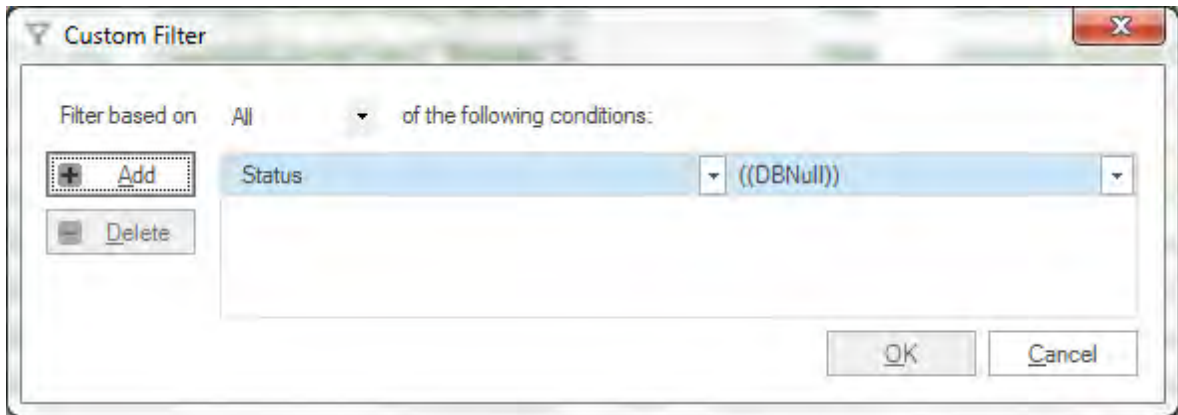 Custom Filter
Filter based on All of the following conditions:
Add Status ((DBNull))
Delete
OK Cancel